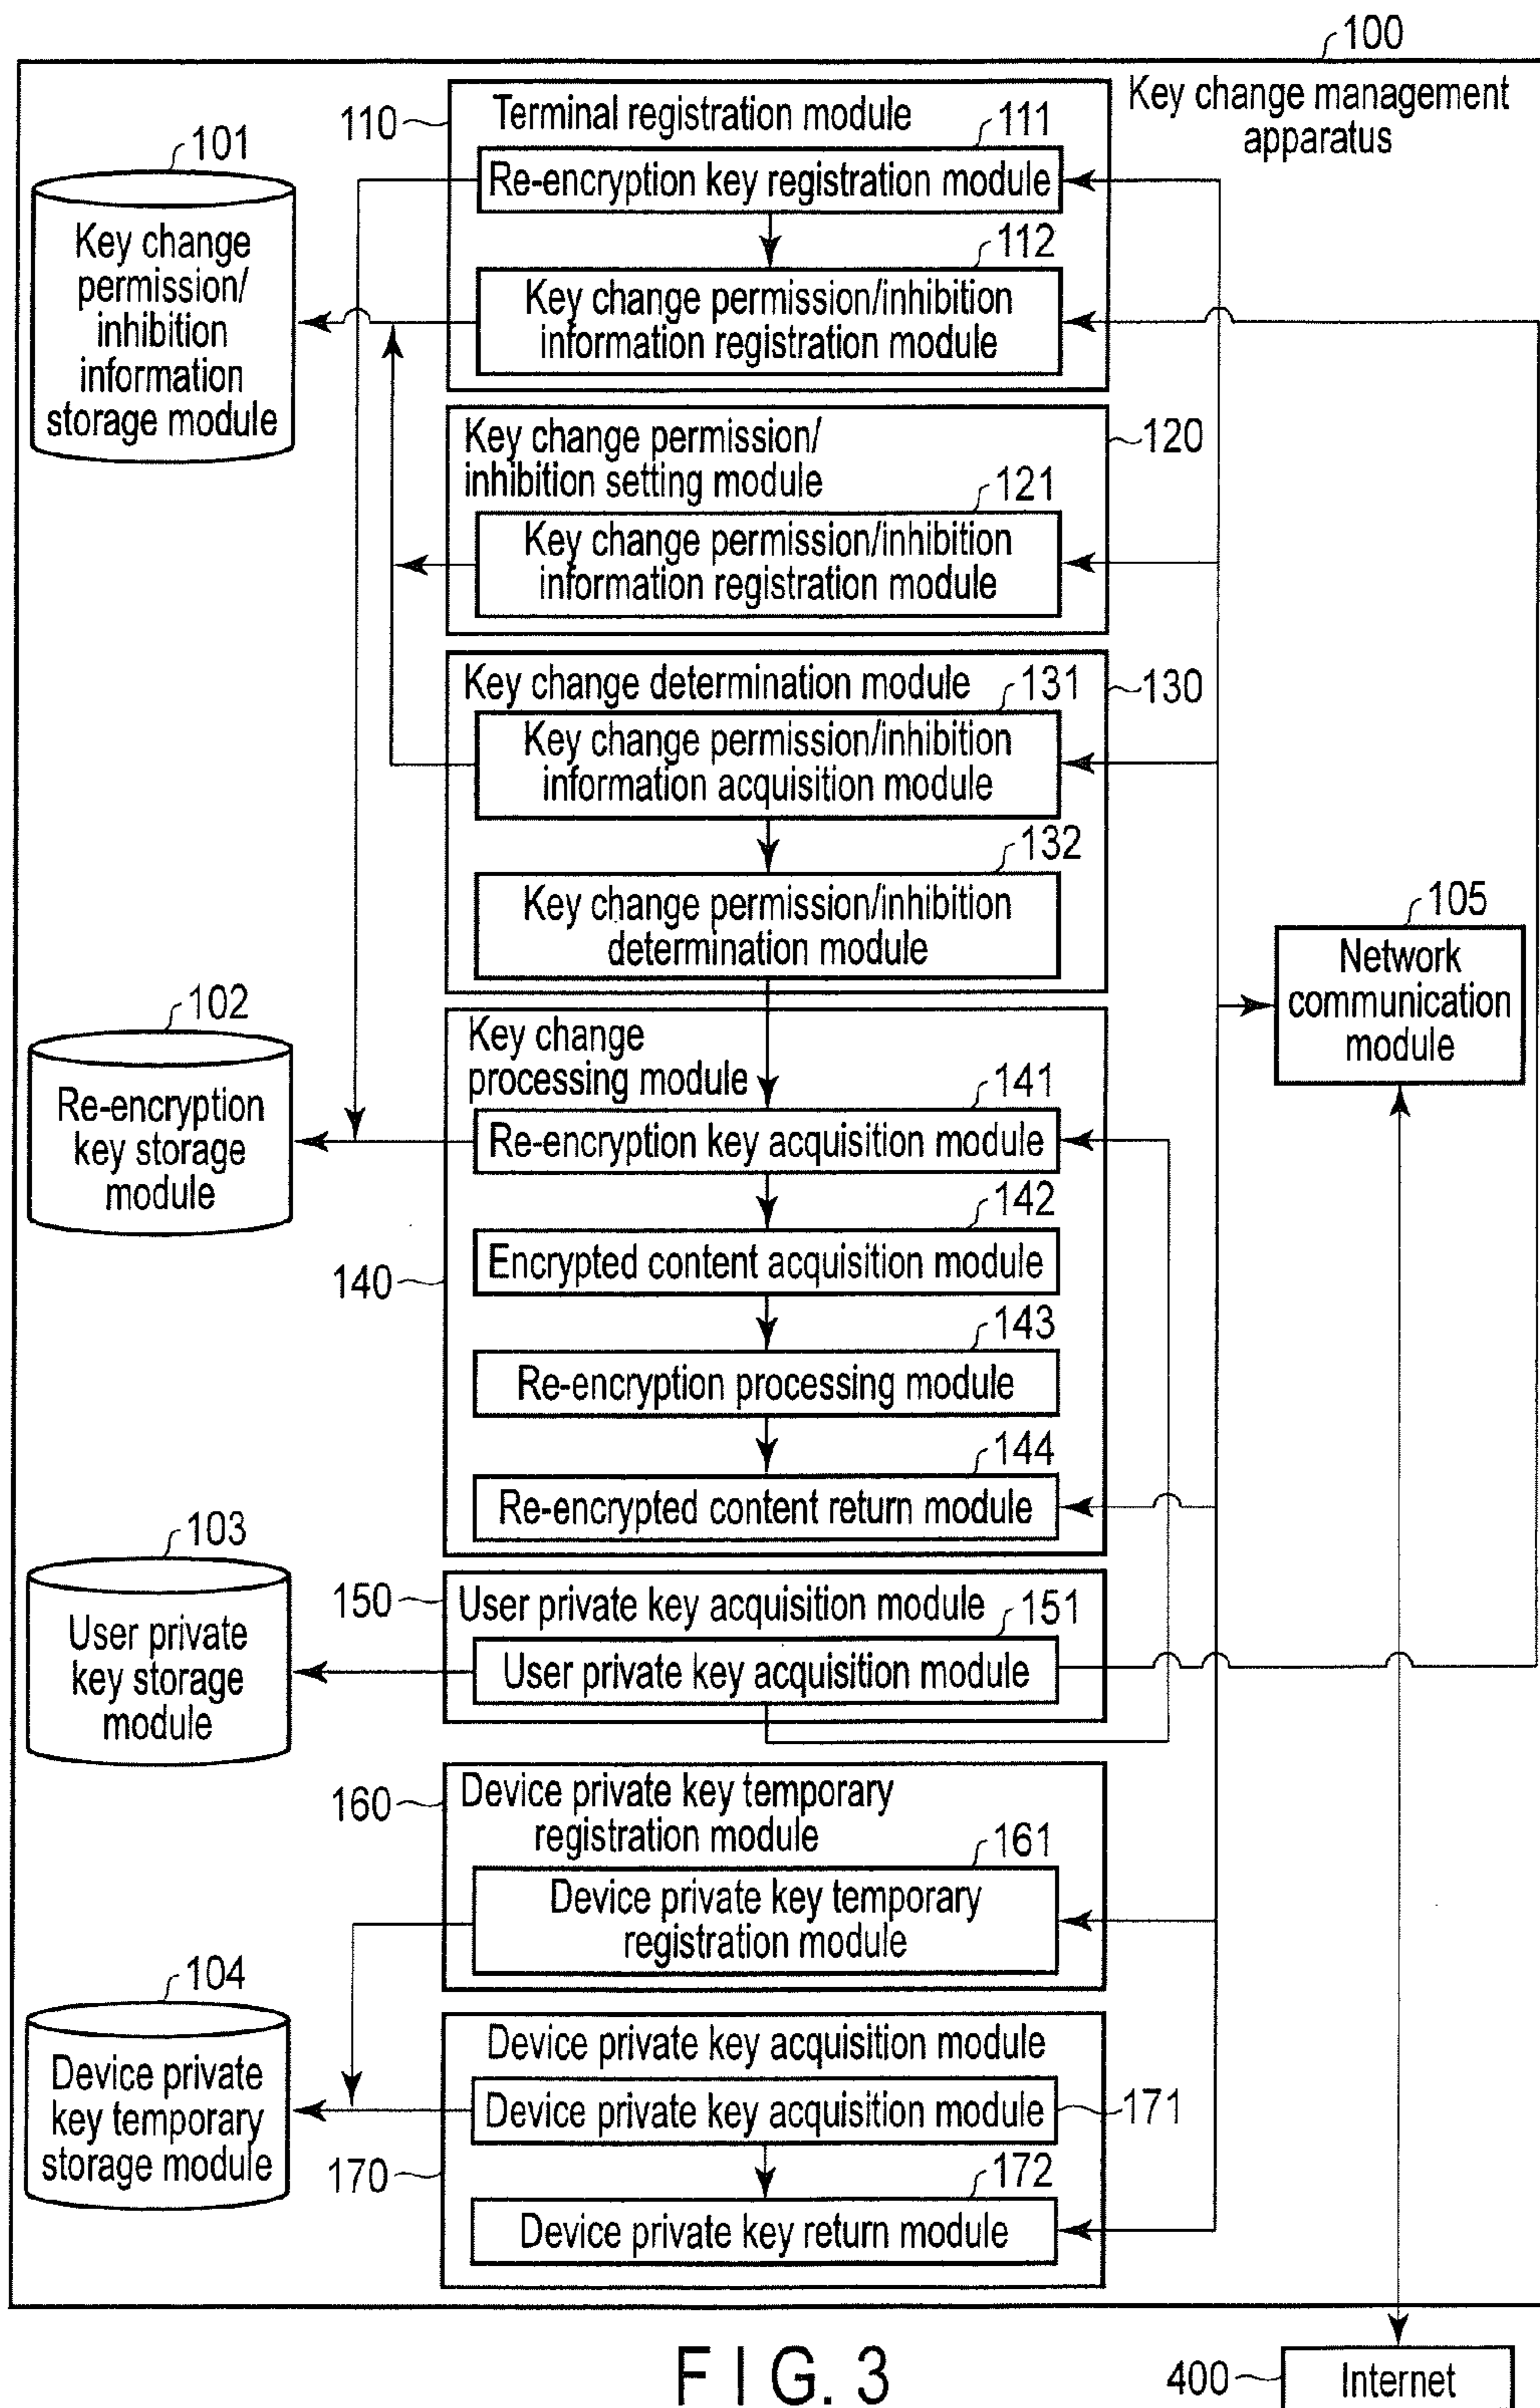 100
Key change management
apparatus
110
Terminal registration module
111
Re-encryption key registration module
112
Key change permission/inhibition
information registration module
101
Key change
permission/
inhibition
information
storage module
Key change permission/
inhibition setting module
120
121
Key change permission/inhibition
information registration module
Key change determination module
131
130
Key change permission/inhibition
information acquisition module
132
Key change permission/inhibition
determination module
105
Network
communication
module
102
Re-encryption
key storage
module
Key change
processing module
141
Re-encryption key acquisition module
142
Encrypted content acquisition module
140
143
Re-encryption processing module
144
Re-encrypted content return module
103
User private
key storage
module
150
User private key acquisition module
151
User private key acquisition module
160
Device private key temporary
registration module
161
Device private key temporary
registration module
104
Device private
key temporary
storage module
Device private key acquisition module
Device private key acquisition module
171
170
172
Device private key return module
FIG. 3
400
Internet